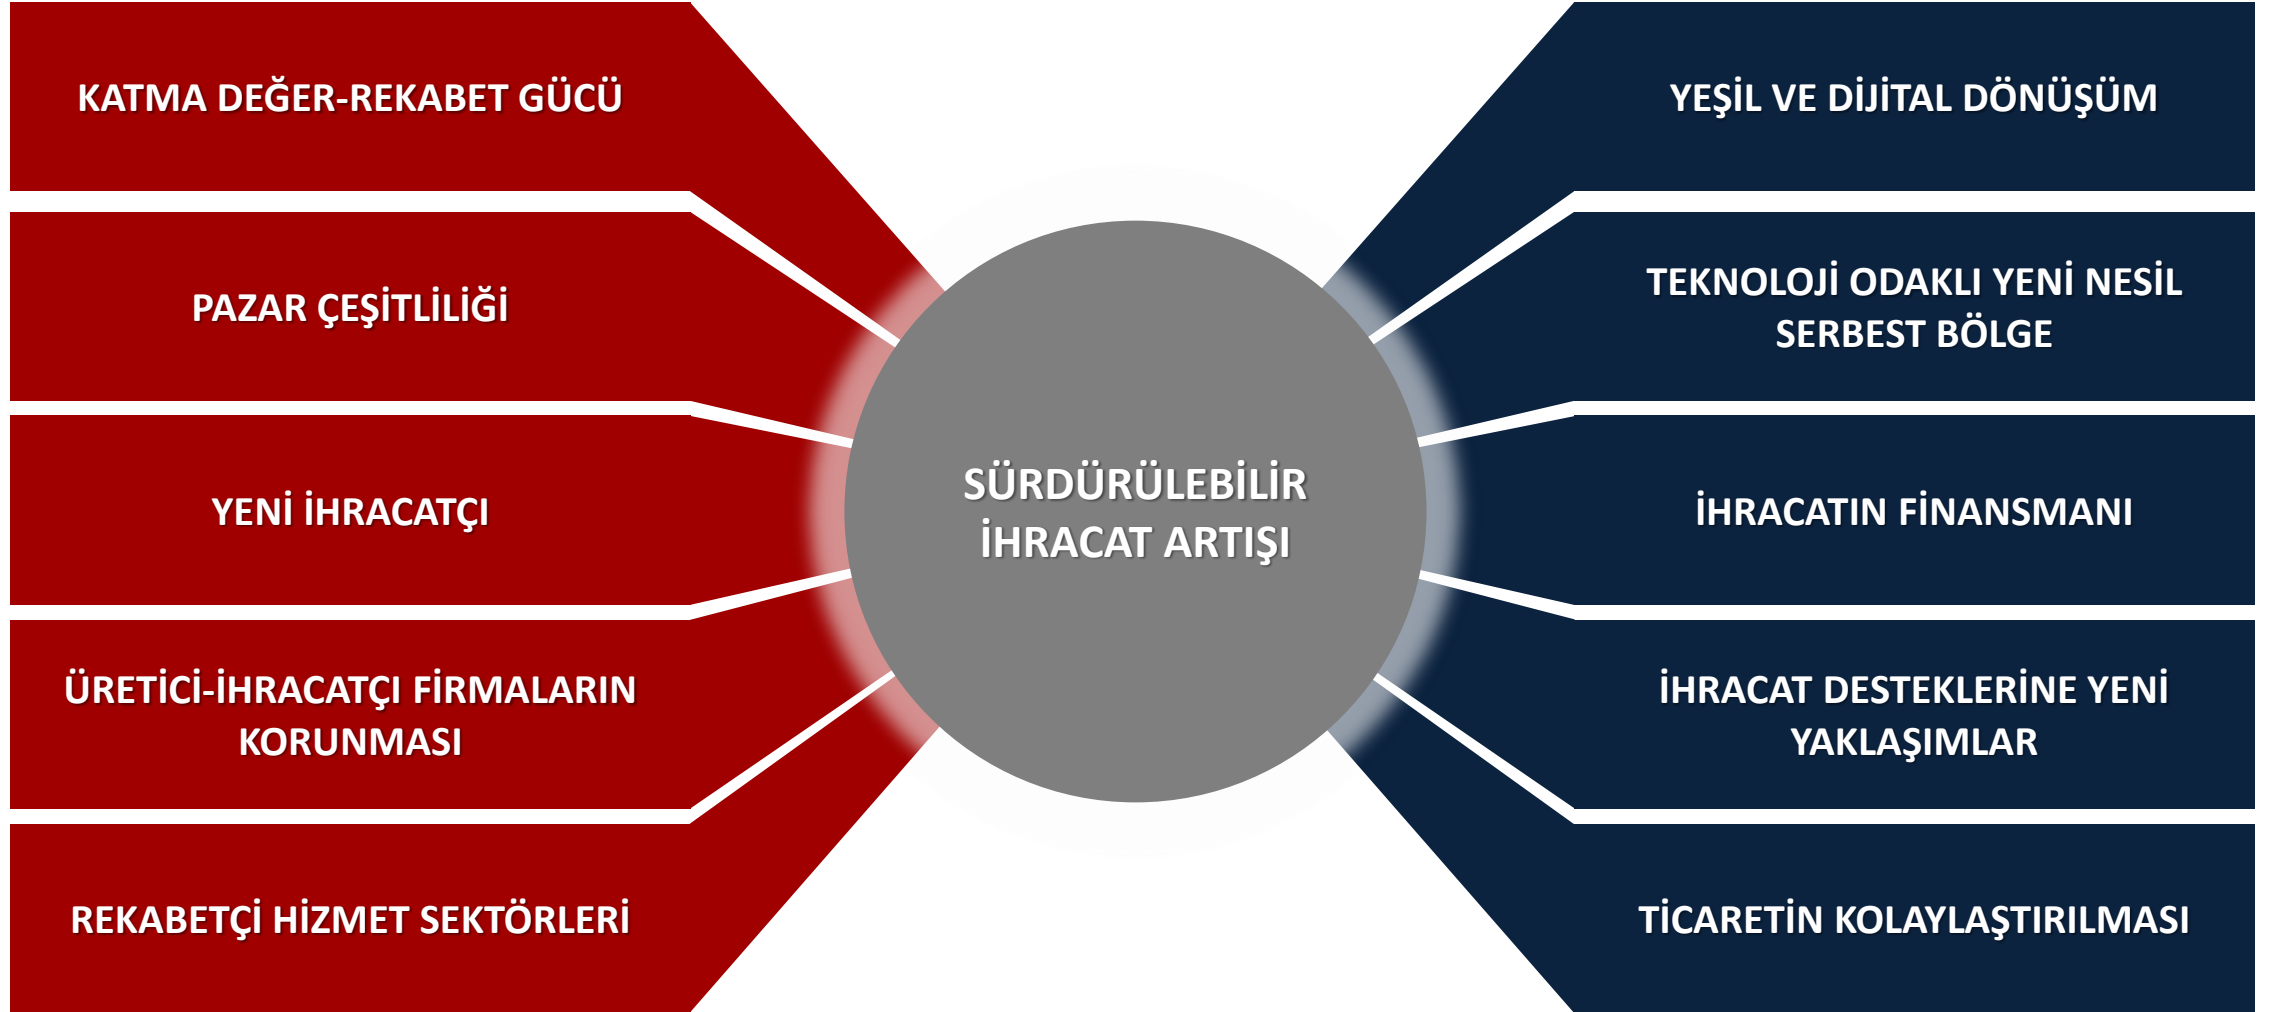 KATMA DEĞER-REKABET GÜCÜ
PAZAR ÇEŞİTLİLİĞİ
YENİ İHRACATÇI
ÜRETİCİ-İHRACATÇI FİRMALARIN
KORUNMASI
REKABETÇİ HİZMET SEKTÖRLERİ
SÜRDÜRÜLEBİLİR
İHRACAT ARTIŞI
YEŞİL VE DİJİTAL DÖNÜŞÜM
TEKNOLOJİ ODAKLI YENİ NESİL
SERBEST BÖLGE
İHRACATIN FİNANSMANI
İHRACAT DESTEKLERİNE YENİ
YAKLAŞIMLAR
TİCARETİN KOLAYLAŞTIRILMASI